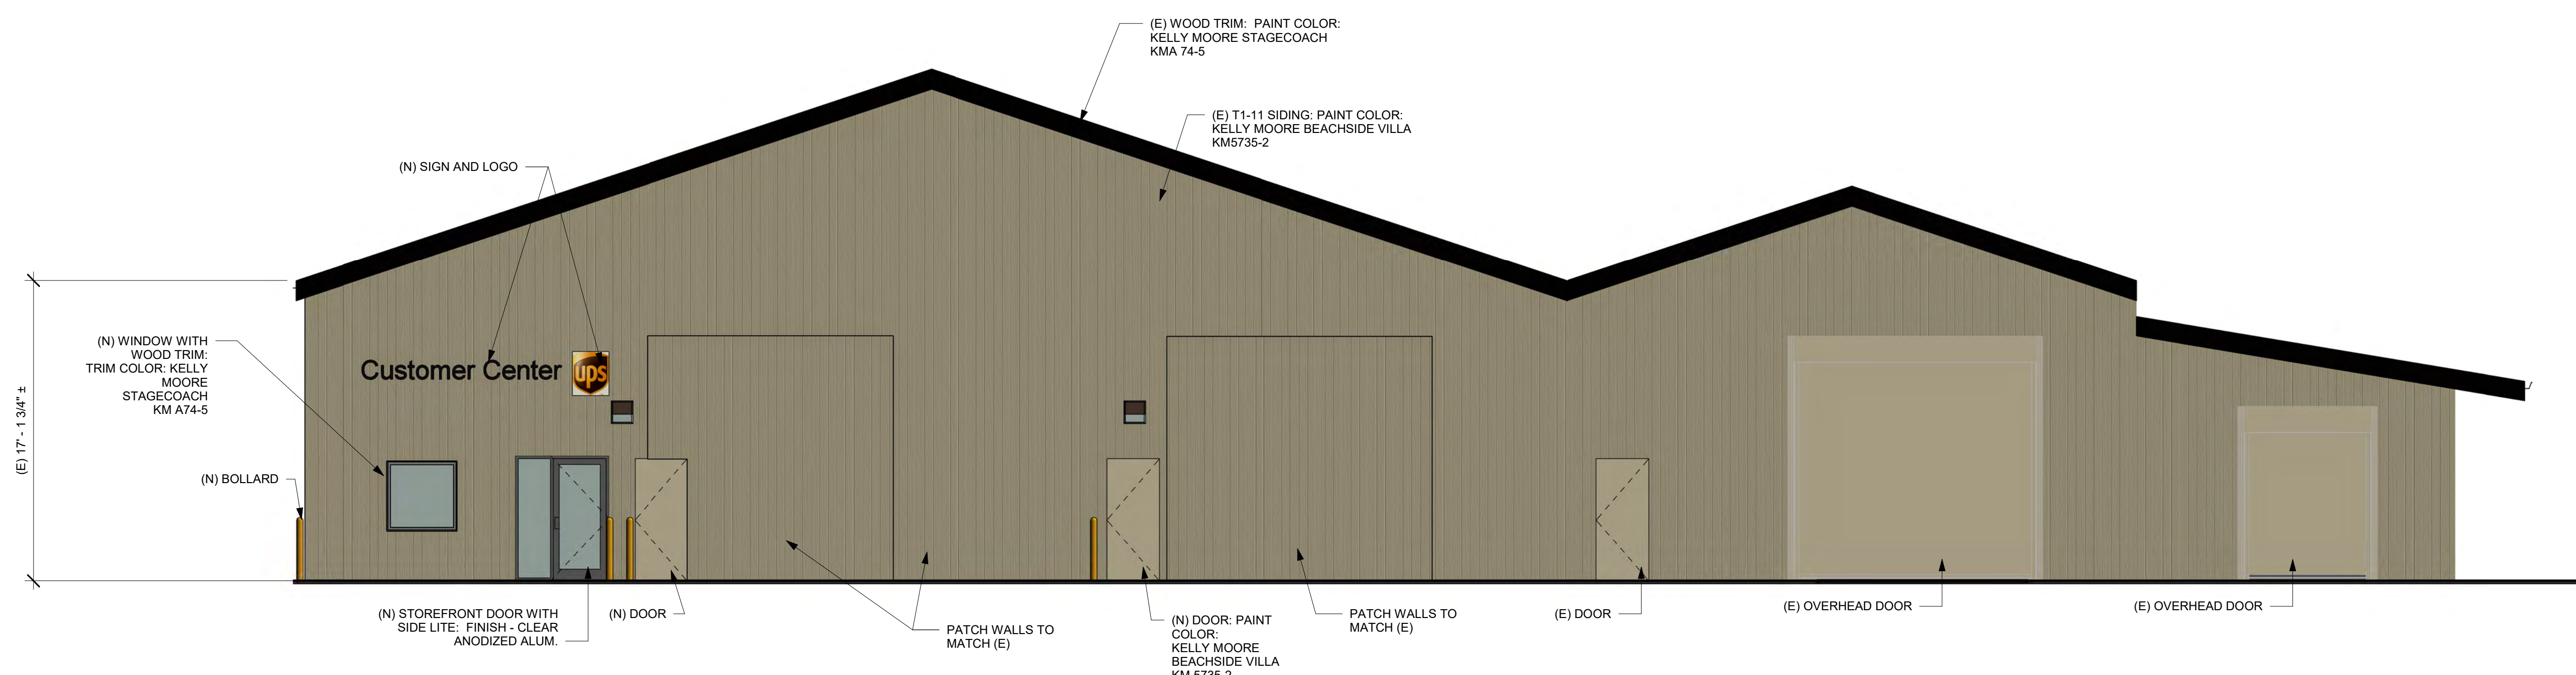 (E) WOOD TRIM: PAINT COLOR:
KELLY MOORE STAGECOACH
KMA 74-5
(E) T1-11 SIDING: PAINT COLOR:
KELLY MOORE BEACHSIDE VILLA
KM5735-2
(N) SIGN AND LOGO
(N) WINDOW WITH
WOOD TRIM:
TRIM COLOR: KELLY
MOORE
STAGECOACH
KM A74-5
Customer Center
ups
(E) 17' - 1 3/4" ±
(N) BOLLARD
(N) STOREFRONT DOOR WITH
SIDE LITE: FINISH - CLEAR
ANODIZED ALUM.
(N) DOOR
PATCH WALLS TO
MATCH (E)
(N) DOOR: PAINT
COLOR:
KELLY MOORE
BEACHSIDE VILLA
KM 5735-2
PATCH WALLS TO
MATCH (E)
(E) DOOR
(E) OVERHEAD DOOR
(E) OVERHEAD DOOR